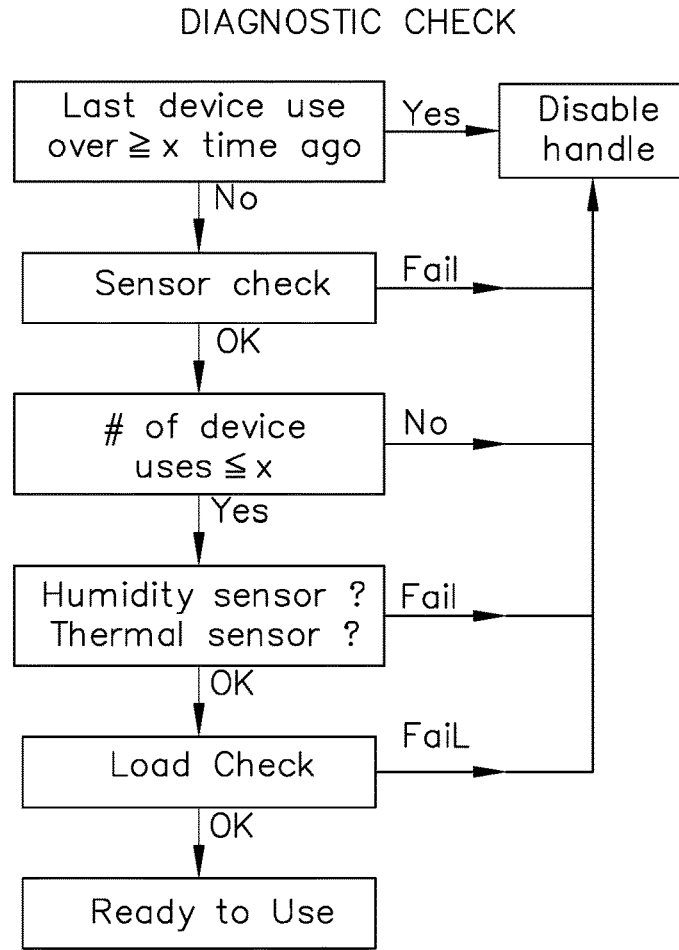 DIAGNOSTIC CHECK
Last device use
over ≧ x time ago
Yes
Disable
handle
No
Sensor check
Fail
OK
# of device
uses ≦ x
No
Yes
Humidity sensor ?
Thermal sensor ?
Fail
OK
Load Check
FaiL
OK
Ready to Use